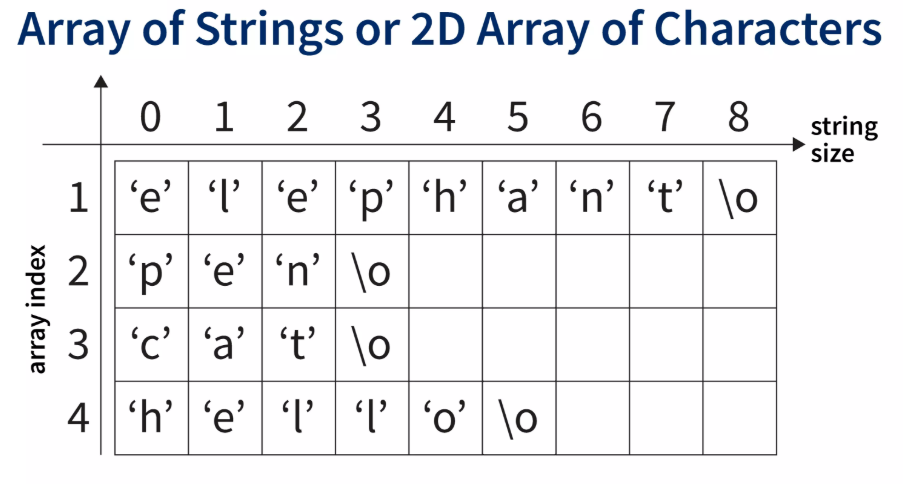 Array of Strings or 2D Array of Characters
0 1 2 3 4 5 6 7 8 string size
1 ‘e’ ‘l’ ‘e’ ‘p’ ‘h’ ‘a’ ‘n’ ‘t’ \o
2 ‘p’ ‘e’ ‘n’ \o
3 ‘c’ ‘a’ ‘t’ \o
4 ‘h’ ‘e’ ‘l’ ‘l’ ‘o’ \o
array index